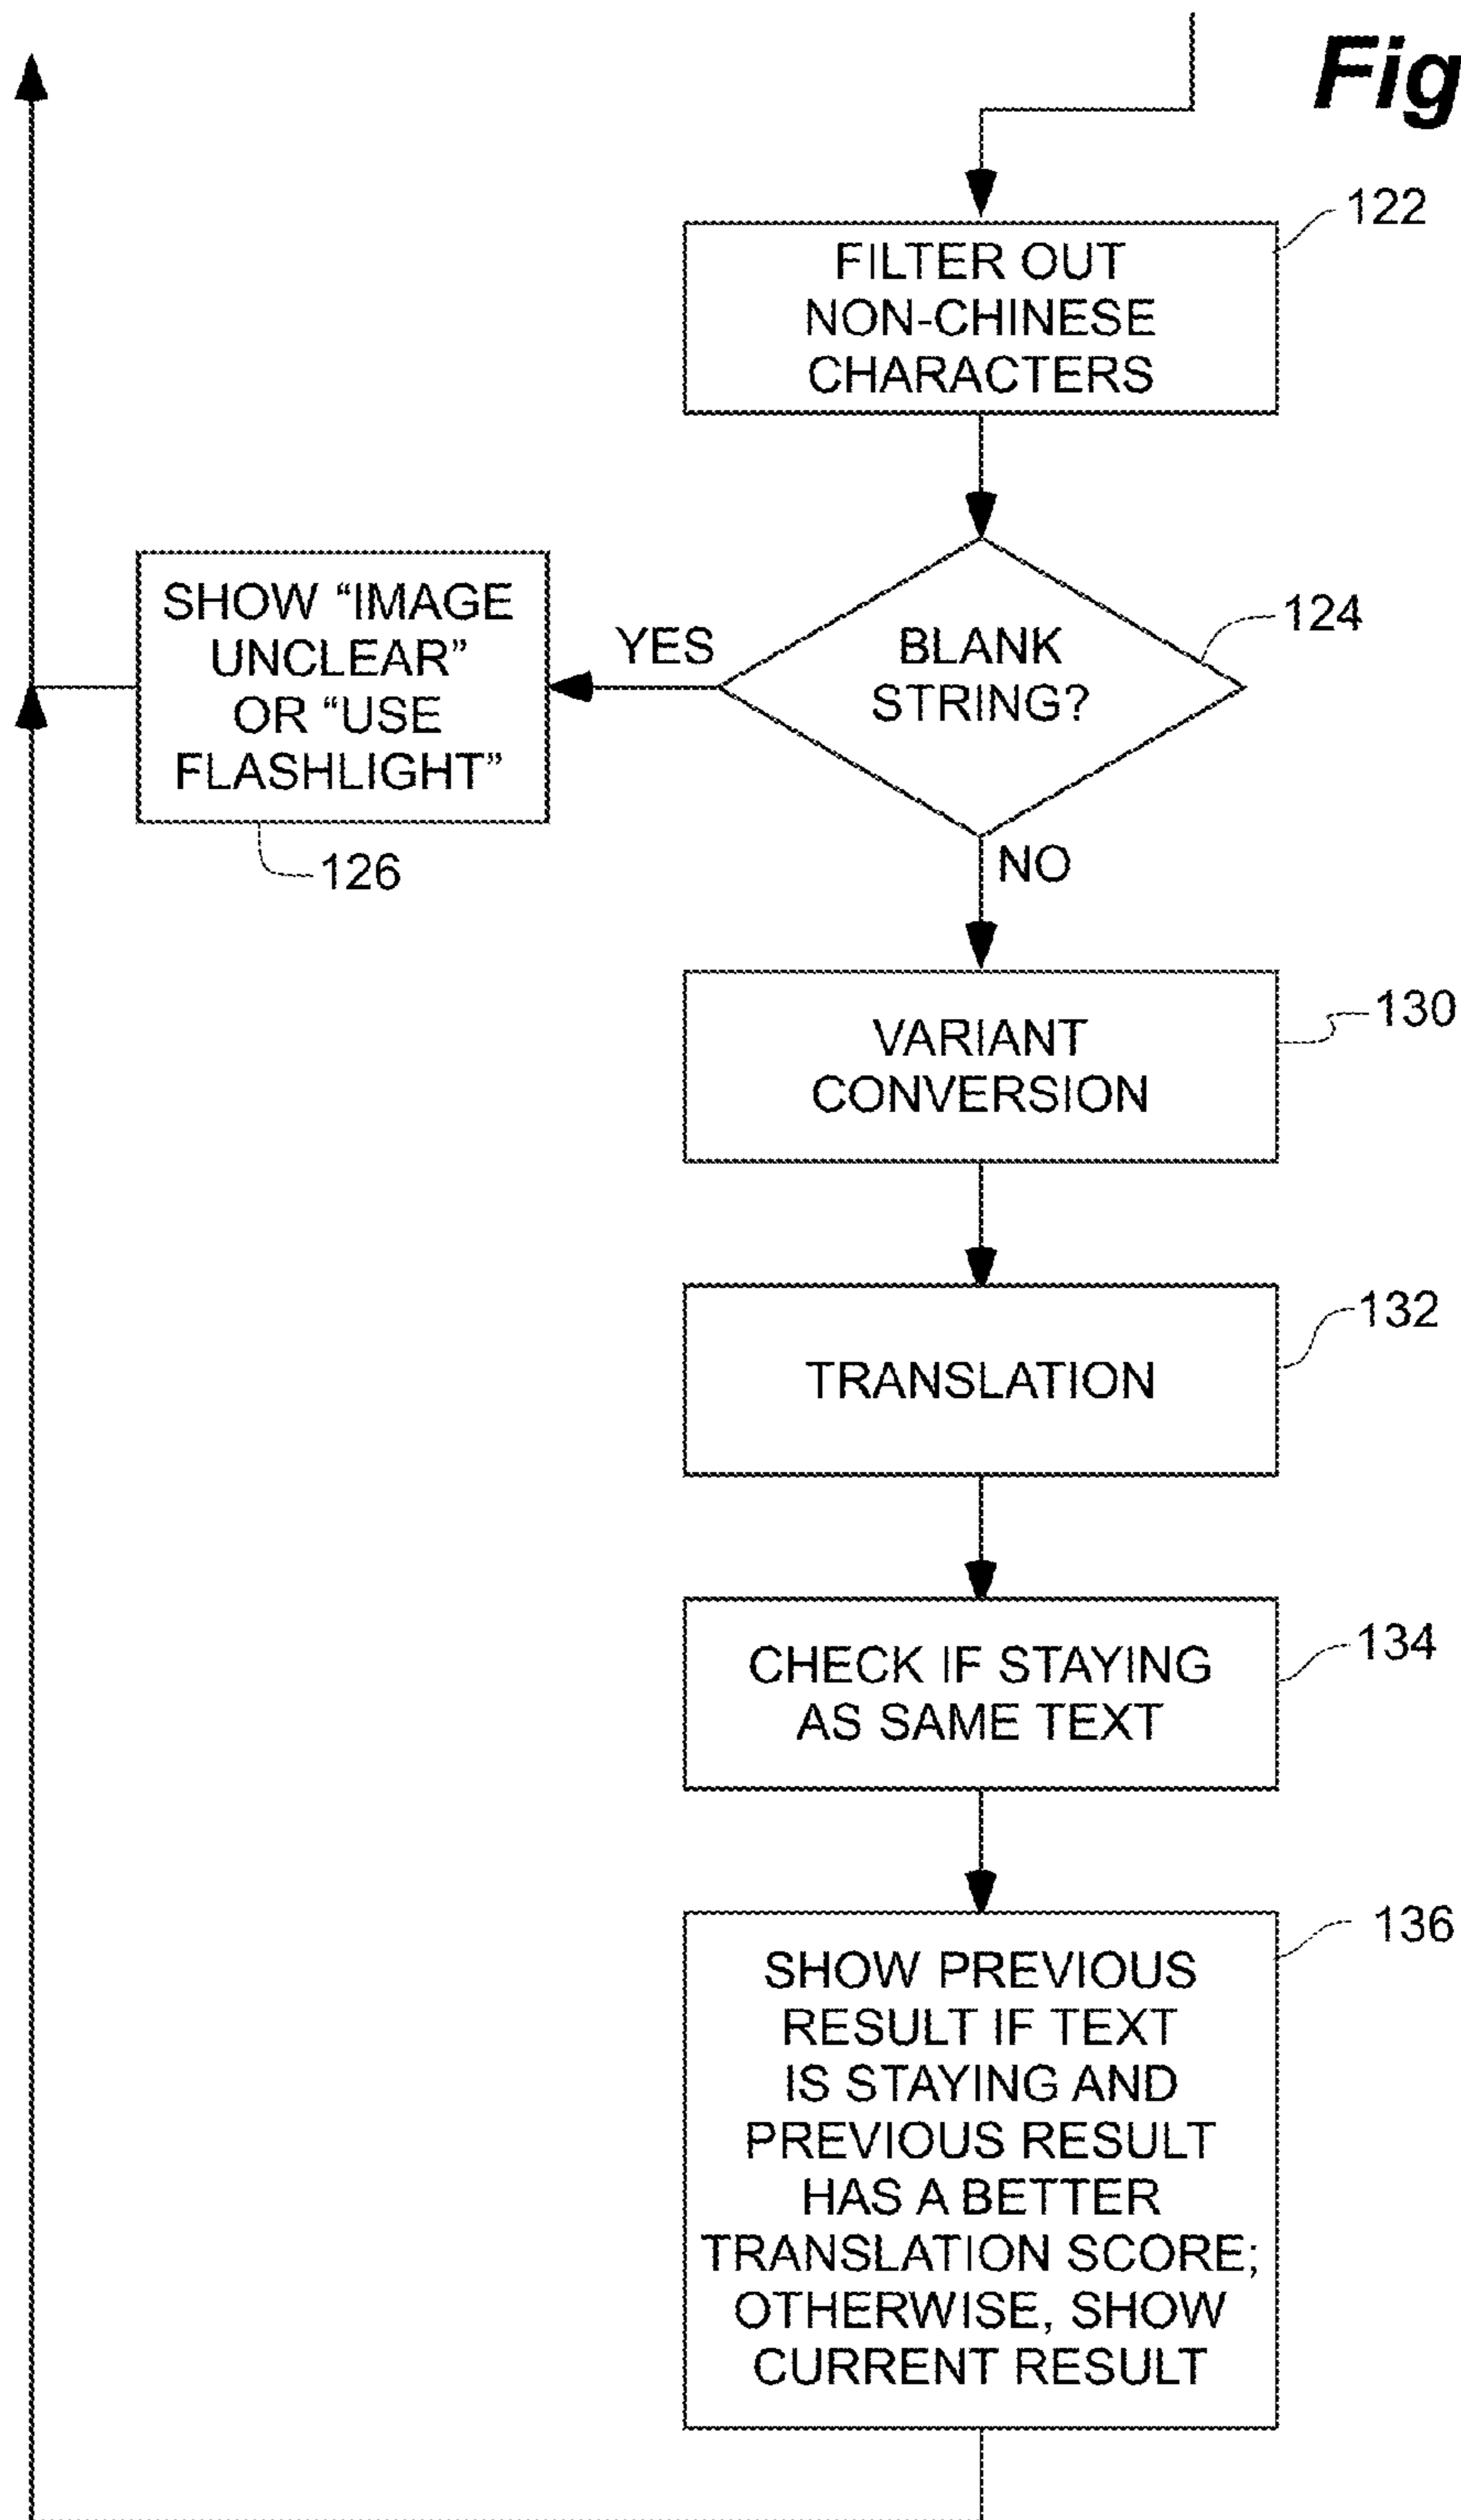 Fig
122
FILTER OUT
NON-CHINESE
CHARACTERS
SHOW “IMAGE
UNCLEAR”
OR “USE
FLASHLIGHT”
126
YES
BLANK
STRING?
124
NO
VARIANT
CONVERSION
130
TRANSLATION
132
CHECK IF STAYING
AS SAME TEXT
134
SHOW PREVIOUS
RESULT IF TEXT
IS STAYING AND
PREVIOUS RESULT
HAS A BETTER
TRANSLATION SCORE;
OTHERWISE, SHOW
CURRENT RESULT
136